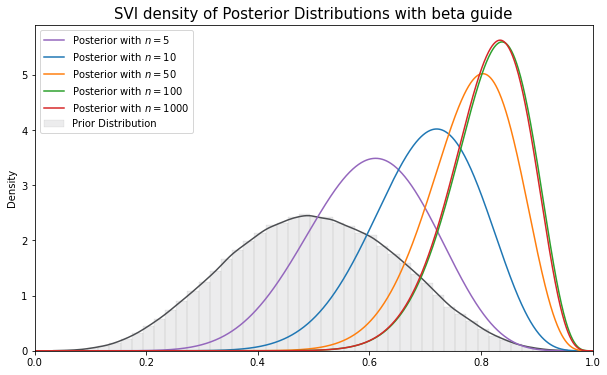 SVI density of Posterior Distributions with beta guide
Posterior with n = 5
Posterior with n = 10
Posterior with n = 50
Posterior with n = 100
Posterior with n = 1000
Prior Distribution
Density
5
4
3
2
1
0
0.0 0.2 0.4 0.6 0.8 1.0